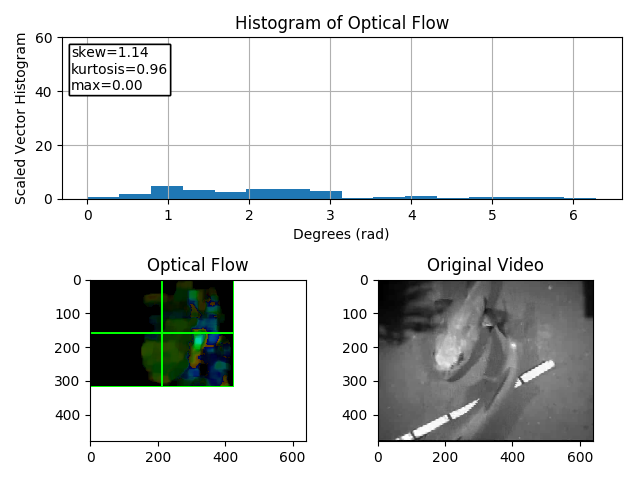 Histogram of Optical Flow
Scaled Vector Histogram
60
40
20
0
skew=1.14
kurtosis=0.96
max=0.00
0 1 2 3 4 5 6
Degrees (rad)
Optical Flow
0
100
200
300
400
0 200 400 600
Original Video
0
100
200
300
400
0 200 400 600